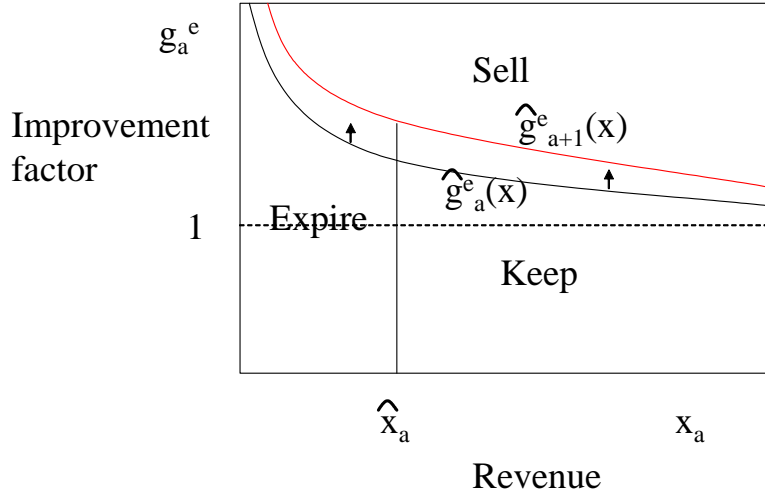 g_a^e
Sell
Improvement
factor
ĝ^e_{a+1}(x)
ĝ^e_a(x)
Expire
1
Keep
x̂_a
x_a
Revenue